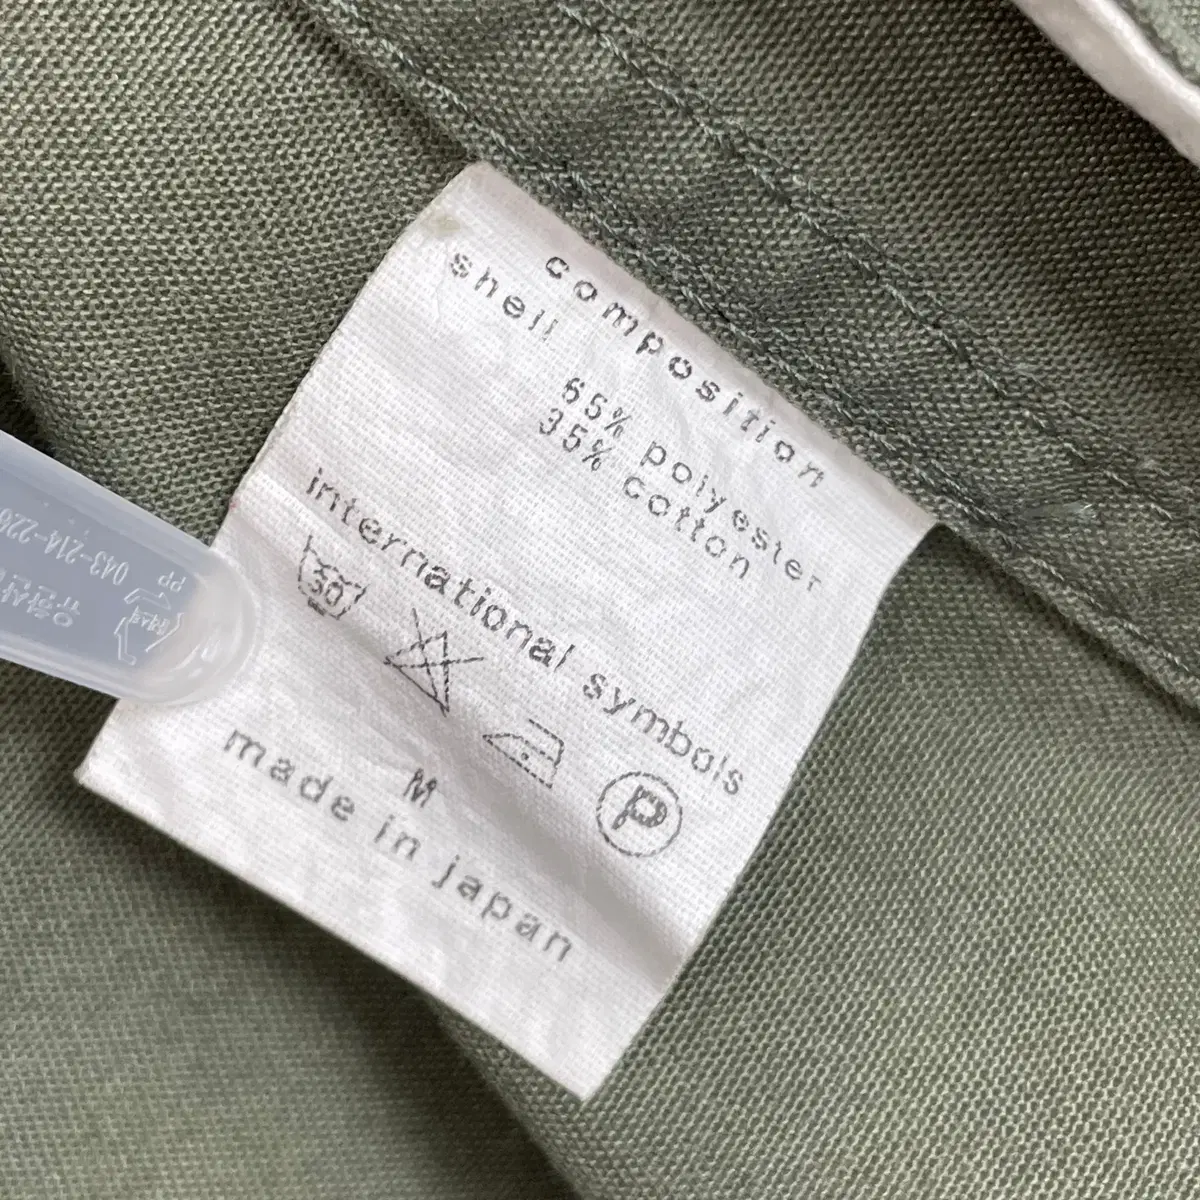 composition
shell
65% polyester
35% cotton
international symbols
30
P
M
made in japan
043-214-226
PP